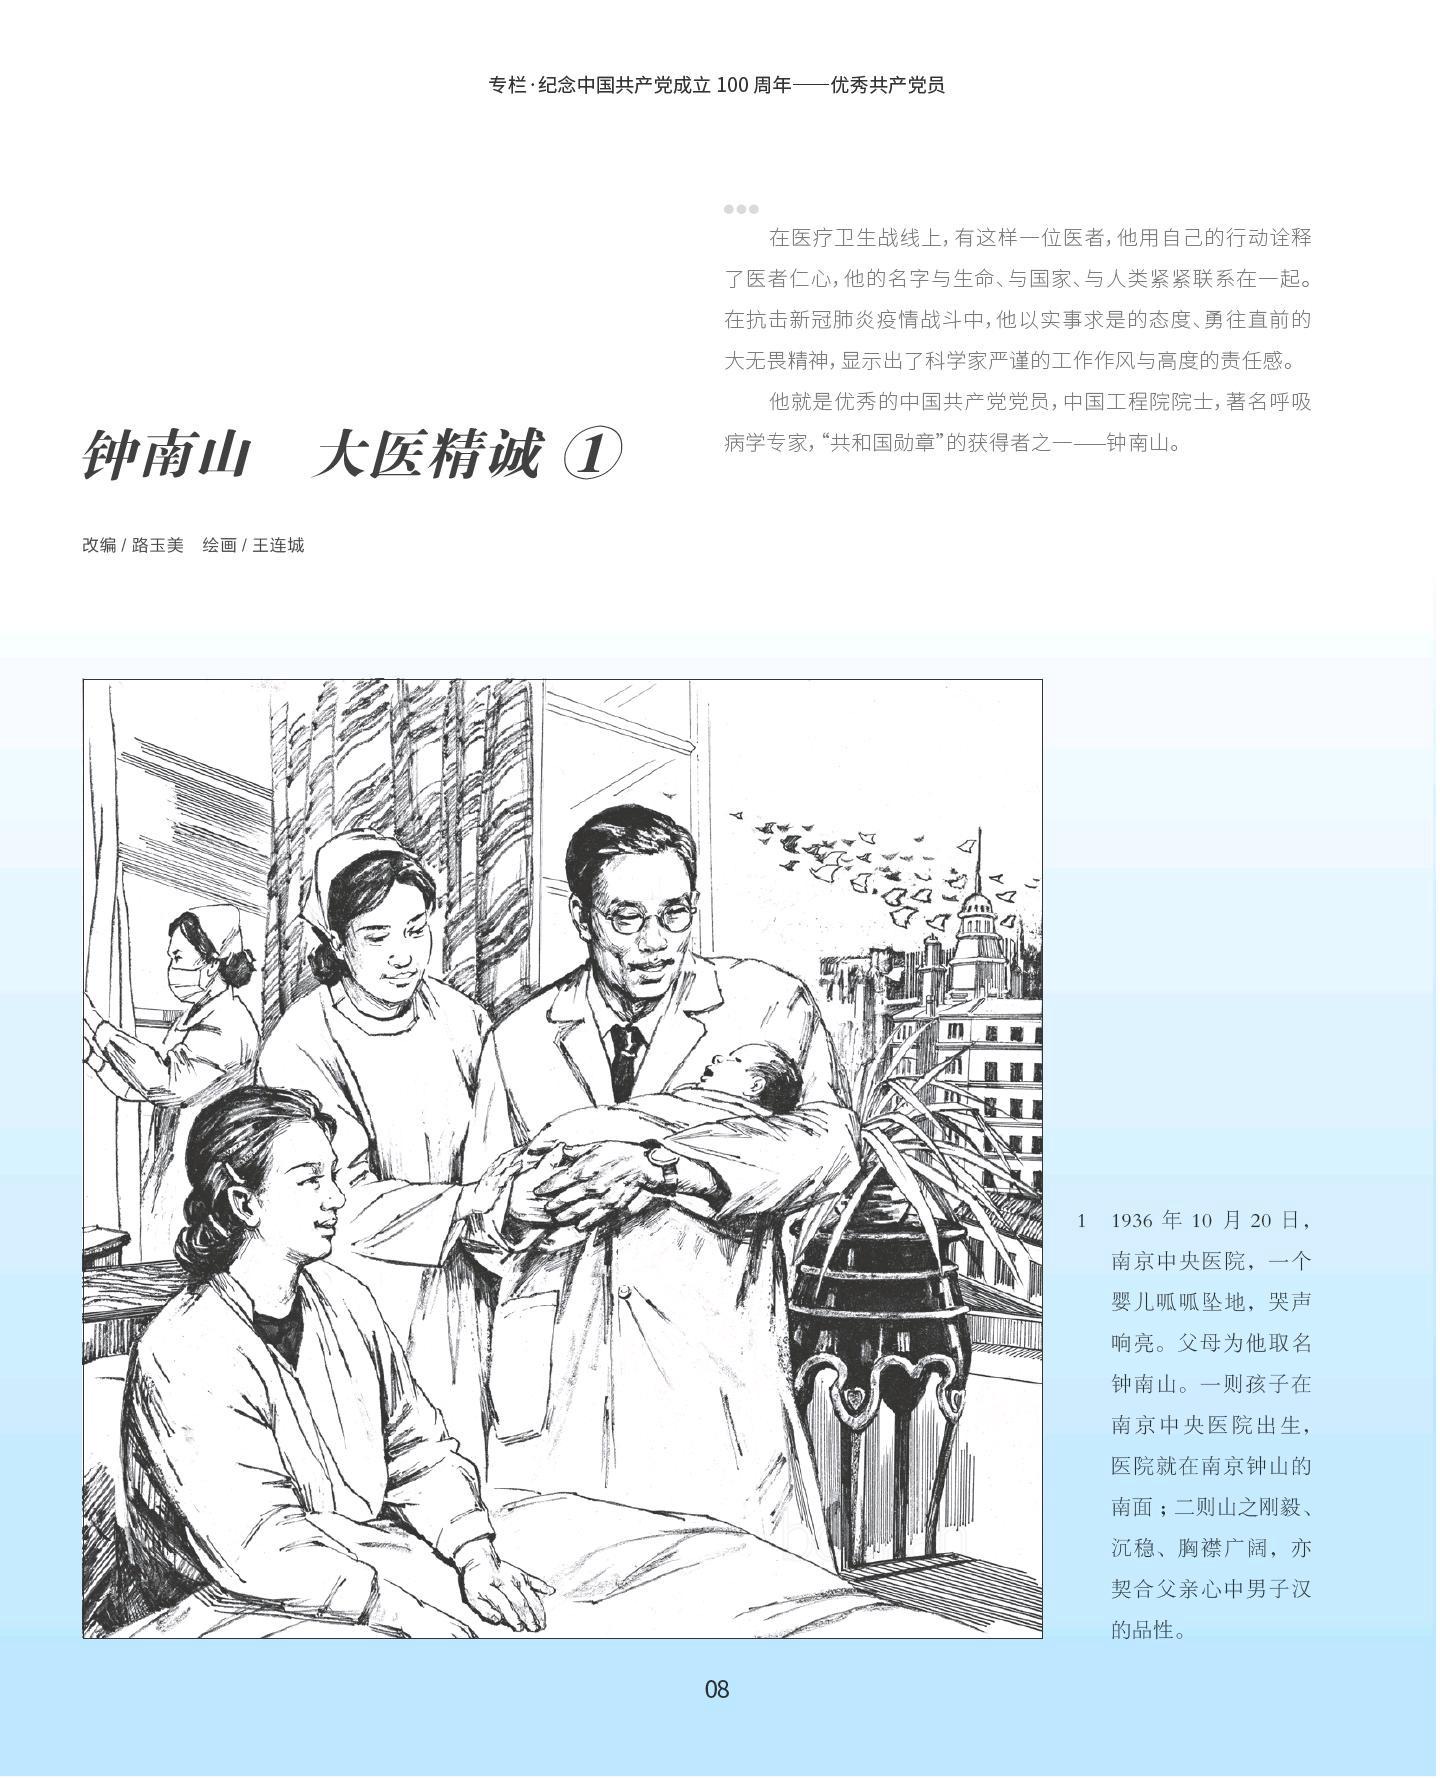 专栏·纪念中国共产党成立 100 周年——优秀共产党员
在医疗卫生战线上，有这样一位医者，他用自己的行动诠释
了医者仁心，他的名字与生命、与国家、与人类紧紧联系在一起。
在抗击新冠肺炎疫情战斗中，他以实事求是的态度、勇往直前的
大无畏精神，显示出了科学家严谨的工作作风与高度的责任感。
他就是优秀的中国共产党党员，中国工程院院士，著名呼吸
病学专家，“共和国勋章”的获得者之一——钟南山。
钟南山　大医精诚 ①
改编 / 路玉美　绘画 / 王连城
1　1936 年 10 月 20 日，
南京中央医院，一个
婴儿呱呱坠地，哭声
响亮。父母为他取名
钟南山。一则孩子在
南京中央医院出生，
医院就在南京钟山的
南面；二则山之刚毅、
沉稳、胸襟广阔，亦
契合父亲心中男子汉
的品性。
08